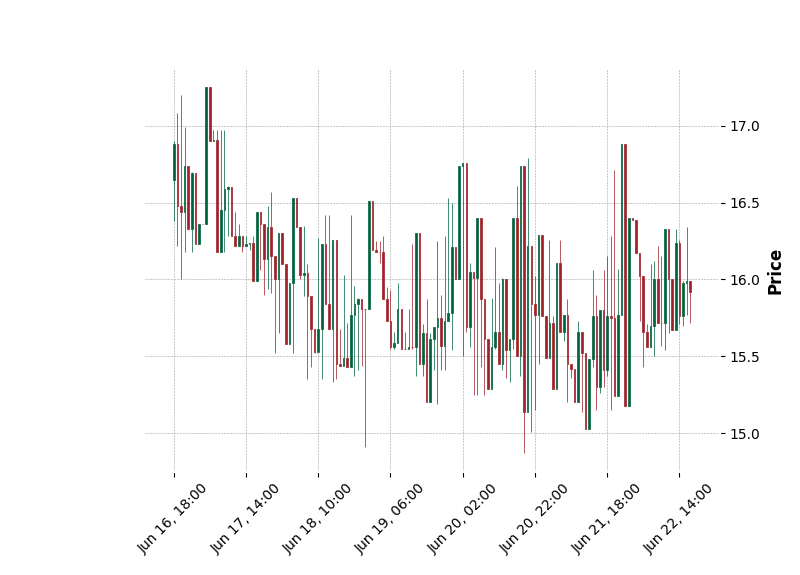 17.0
16.5
16.0
15.5
15.0
Price
Jun 16, 18:00
Jun 17, 14:00
Jun 18, 10:00
Jun 19, 06:00
Jun 20, 02:00
Jun 20, 22:00
Jun 21, 18:00
Jun 22, 14:00